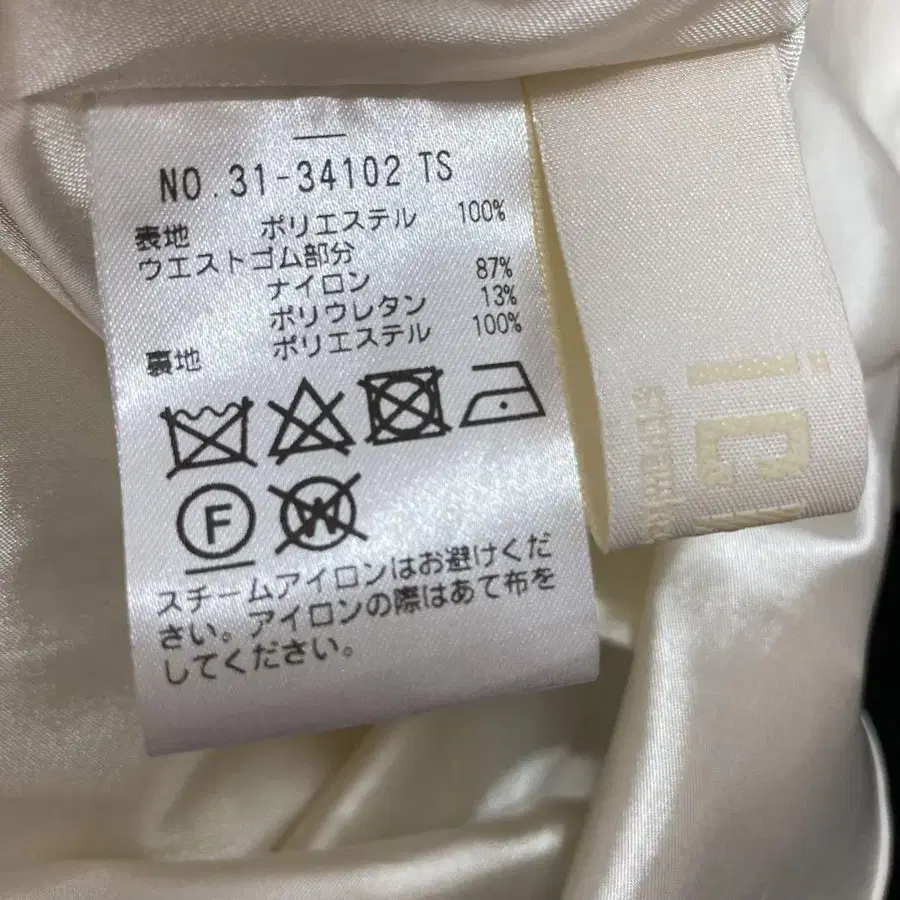 NO.31-34102 TS
表地 ポリエステル 100%
ウエストゴム部分
ナイロン 87%
ポリウレタン 13%
裏地 ポリエステル 100%
F
W
スチームアイロンはお避けくだ
さい。アイロンの際はあて布を
してください。